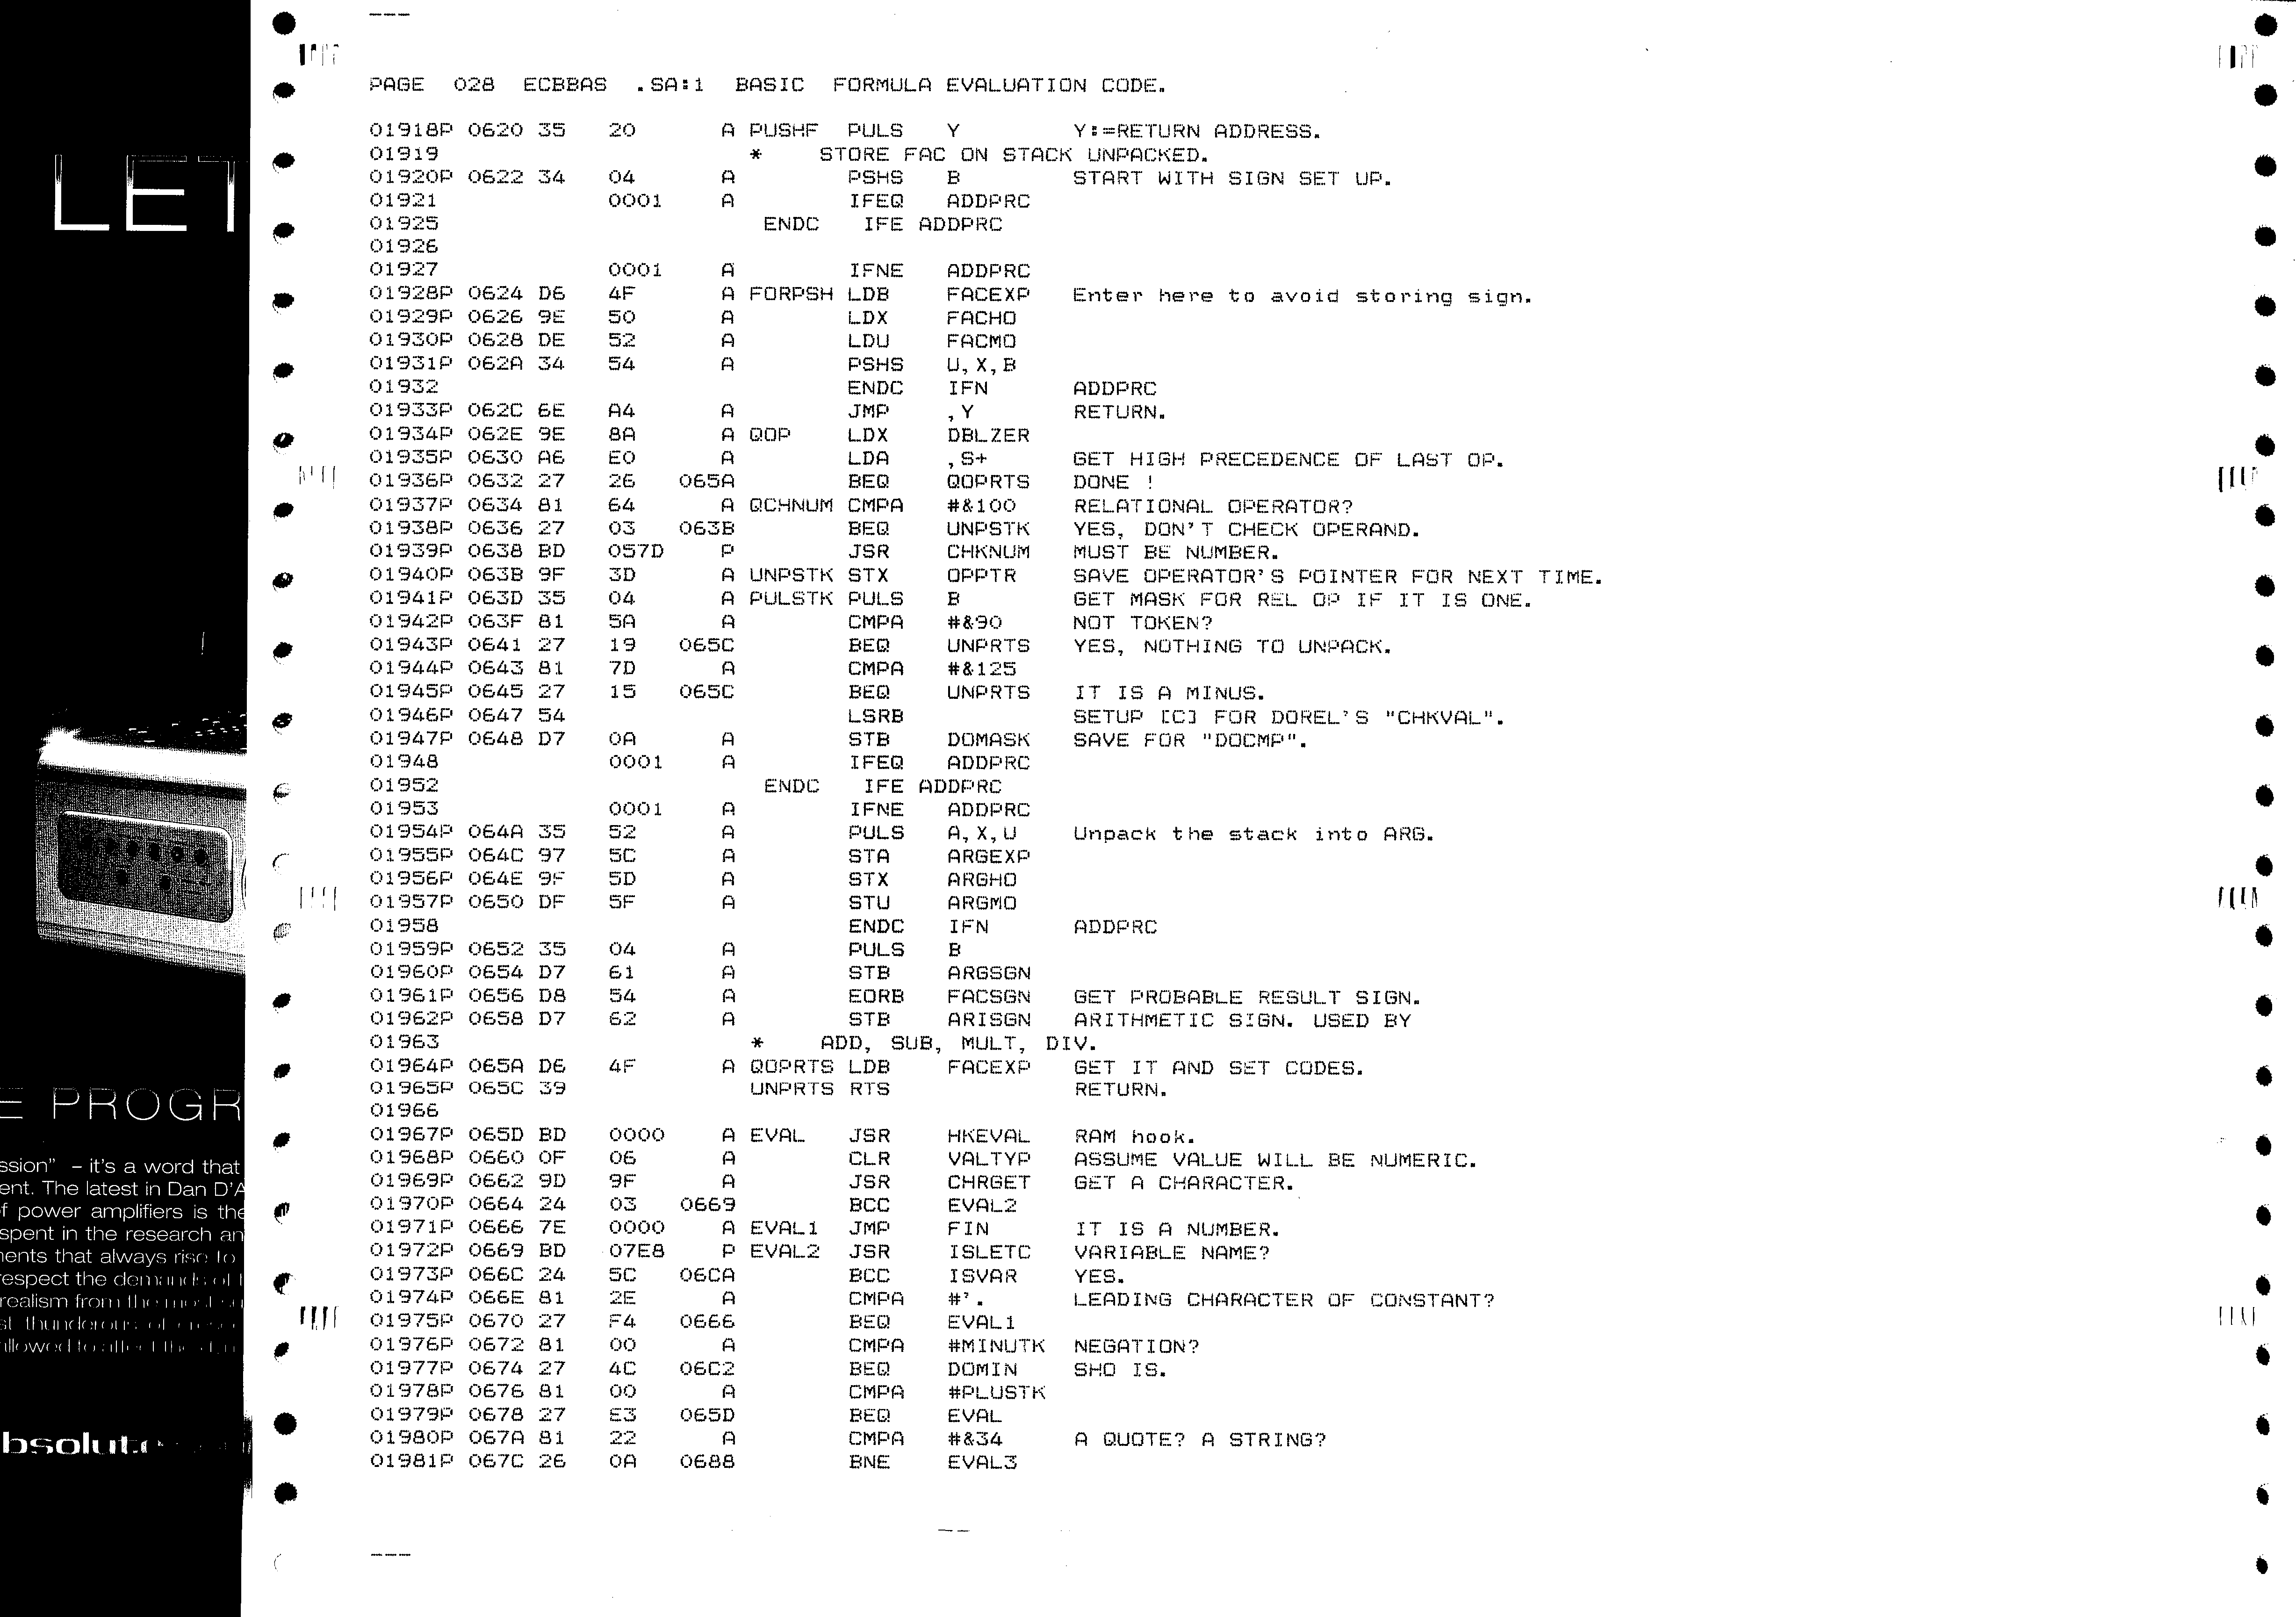 PAGE 028 ECBBAS .SA:1 BASIC FORMULA EVALUATION CODE.
01918P 0620 35 20 A PUSHF PULS Y Y:=RETURN ADDRESS.
01919 * STORE FAC ON STACK UNPACKED.
01920P 0622 34 04 A PSHS B START WITH SIGN SET UP.
01921 0001 A IFEQ ADDPRC
01925 ENDC IFE ADDPRC
01926
01927 0001 A IFNE ADDPRC
01928P 0624 D6 4F A FORPSH LDB FACEXP Enter here to avoid storing sign.
01929P 0626 9E 50 A LDX FACHO
01930P 0628 DE 52 A LDU FACMO
01931P 062A 34 54 A PSHS U,X,B
01932 ENDC IFN ADDPRC
01933P 062C 6E A4 A JMP ,Y RETURN.
01934P 062E 9E 8A A QOP LDX DBLZER
01935P 0630 A6 E0 A LDA ,S+ GET HIGH PRECEDENCE OF LAST OP.
01936P 0632 27 26 065A BEQ QOPRTS DONE !
01937P 0634 81 64 A QCHNUM CMPA #&100 RELATIONAL OPERATOR?
01938P 0636 27 03 063B BEQ UNPSTK YES, DON'T CHECK OPERAND.
01939P 0638 BD 057D P JSR CHKNUM MUST BE NUMBER.
01940P 063B 9F 3D A UNPSTK STX OPPTR SAVE OPERATOR'S POINTER FOR NEXT TIME.
01941P 063D 35 04 A PULSTK PULS B GET MASK FOR REL OP IF IT IS ONE.
01942P 063F 81 5A A CMPA #&90 NOT TOKEN?
01943P 0641 27 19 065C BEQ UNPRTS YES, NOTHING TO UNPACK.
01944P 0643 81 7D A CMPA #&125
01945P 0645 27 15 065C BEQ UNPRTS IT IS A MINUS.
01946P 0647 54 LSRB SETUP [C] FOR DOREL'S "CHKVAL".
01947P 0648 D7 0A A STB DOMASK SAVE FOR "DOCMP".
01948 0001 A IFEQ ADDPRC
01952 ENDC IFE ADDPRC
01953 0001 A IFNE ADDPRC
01954P 064A 35 52 A PULS A,X,U Unpack the stack into ARG.
01955P 064C 97 5C A STA ARGEXP
01956P 064E 9F 5D A STX ARGHO
01957P 0650 DF 5F A STU ARGMO
01958 ENDC IFN ADDPRC
01959P 0652 35 04 A PULS B
01960P 0654 D7 61 A STB ARGSGN
01961P 0656 D8 54 A EORB FACSGN GET PROBABLE RESULT SIGN.
01962P 0658 D7 62 A STB ARISGN ARITHMETIC SIGN. USED BY
01963 * ADD, SUB, MULT, DIV.
01964P 065A D6 4F A QOPRTS LDB FACEXP GET IT AND SET CODES.
01965P 065C 39 UNPRTS RTS RETURN.
01966
01967P 065D BD 0000 A EVAL JSR HKEVAL RAM hook.
01968P 0660 0F 06 A CLR VALTYP ASSUME VALUE WILL BE NUMERIC.
01969P 0662 9D 9F A JSR CHRGET GET A CHARACTER.
01970P 0664 24 03 0669 BCC EVAL2
01971P 0666 7E 0000 A EVAL1 JMP FIN IT IS A NUMBER.
01972P 0669 BD 07E8 P EVAL2 JSR ISLETC VARIABLE NAME?
01973P 066C 24 5C 06CA BCC ISVAR YES.
01974P 066E 81 2E A CMPA #'. LEADING CHARACTER OF CONSTANT?
01975P 0670 27 F4 0666 BEQ EVAL1
01976P 0672 81 00 A CMPA #MINUTK NEGATION?
01977P 0674 27 4C 06C2 BEQ DOMIN SHO IS.
01978P 0676 81 00 A CMPA #PLUSTK
01979P 0678 27 E3 065D BEQ EVAL
01980P 067A 81 22 A CMPA #&34 A QUOTE? A STRING?
01981P 067C 26 0A 0688 BNE EVAL3
LET
E PROGR
ssion" – it's a word that
ent. The latest in Dan D'A
f power amplifiers is the
spent in the research an
nents that always rise to
respect the demands of
realism from the most
st thunderous of
llowed to affect the
bsolute